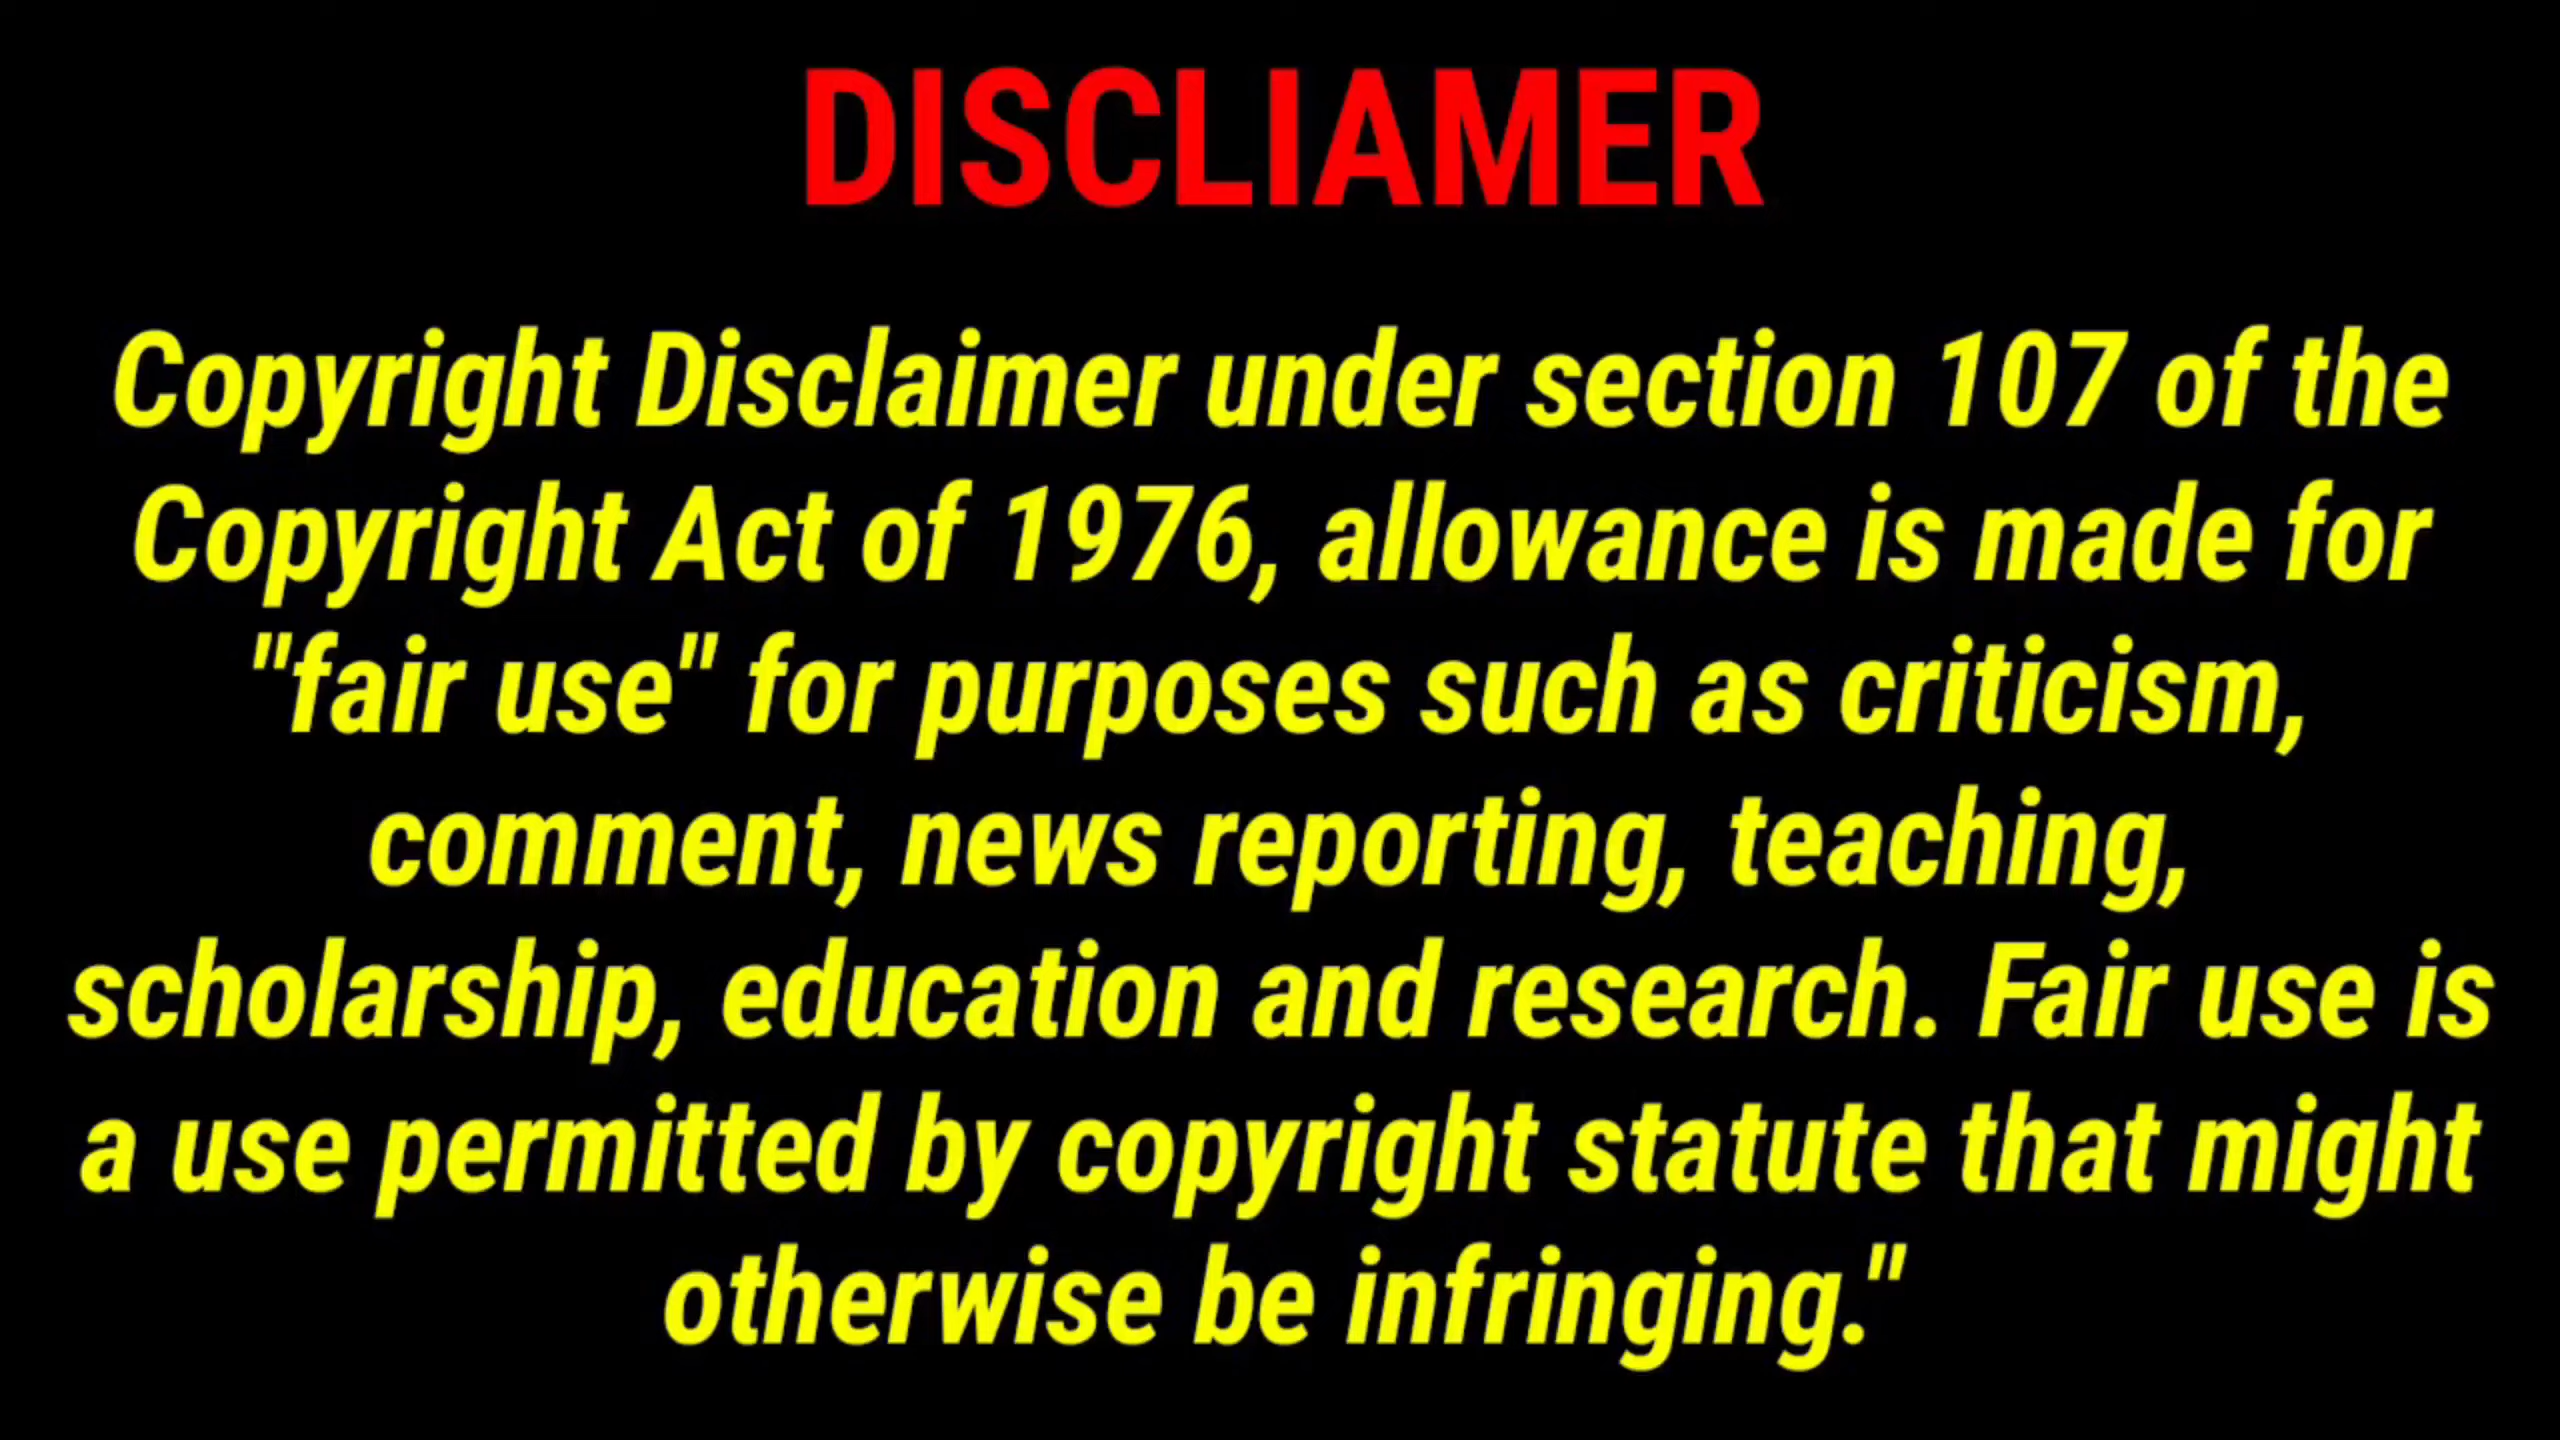 DISCLIAMER
Copyright Disclaimer under section 107 of the
Copyright Act of 1976, allowance is made for
"fair use" for purposes such as criticism,
comment, news reporting, teaching,
scholarship, education and research. Fair use is
a use permitted by copyright statute that might
otherwise be infringing."